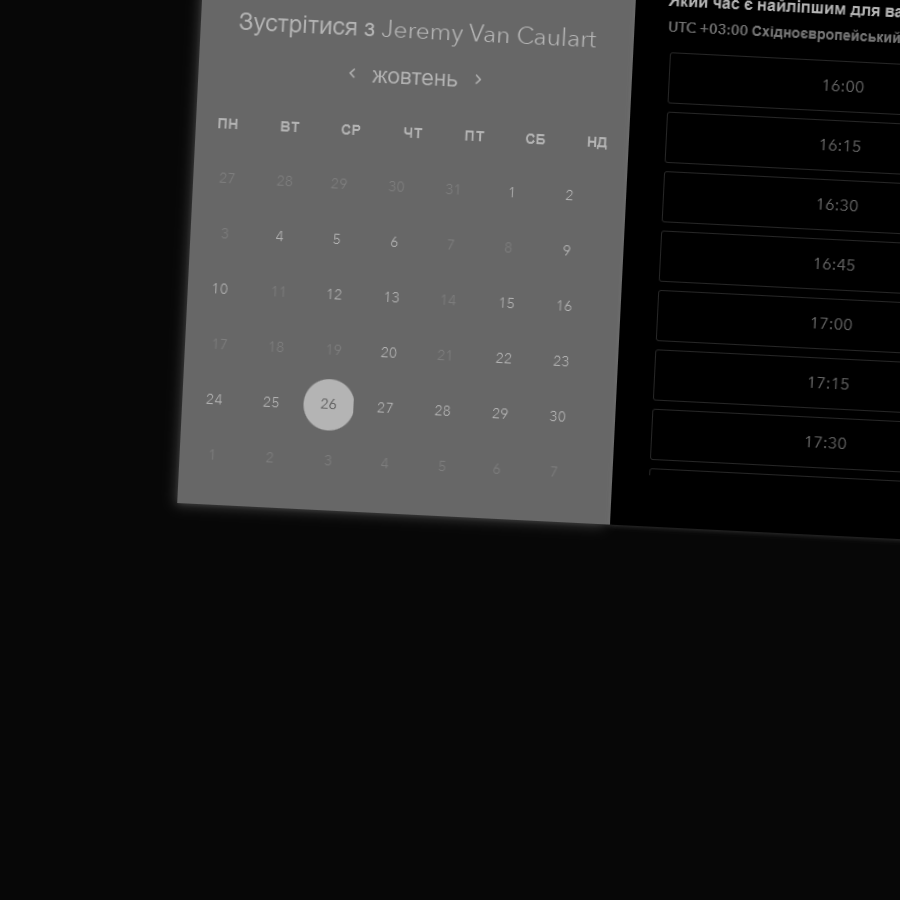 Зустрітися з Jeremy Van Caulart
жовтень
ПН ВТ СР ЧТ ПТ СБ НД
27 28 29 30 31 1 2
3 4 5 6 7 8 9
10 11 12 13 14 15 16
17 18 19 20 21 22 23
24 25 26 27 28 29 30
1 2 3 4 5 6 7
Який час є найліпшим для
UTC +03:00 Східноєвропейський
16:00
16:15
16:30
16:45
17:00
17:15
17:30